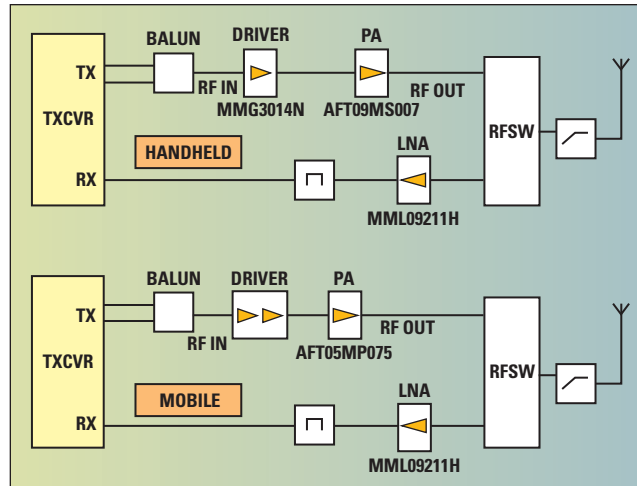 BALUN
DRIVER
PA
TX
RF IN
RF OUT
MMG3014N
AFT09MS007
TXCVR
RFSW
HANDHELD
LNA
RX
MML09211H
BALUN
DRIVER
PA
TX
RF IN
RF OUT
AFT05MP075
TXCVR
RFSW
MOBILE
LNA
RX
MML09211H